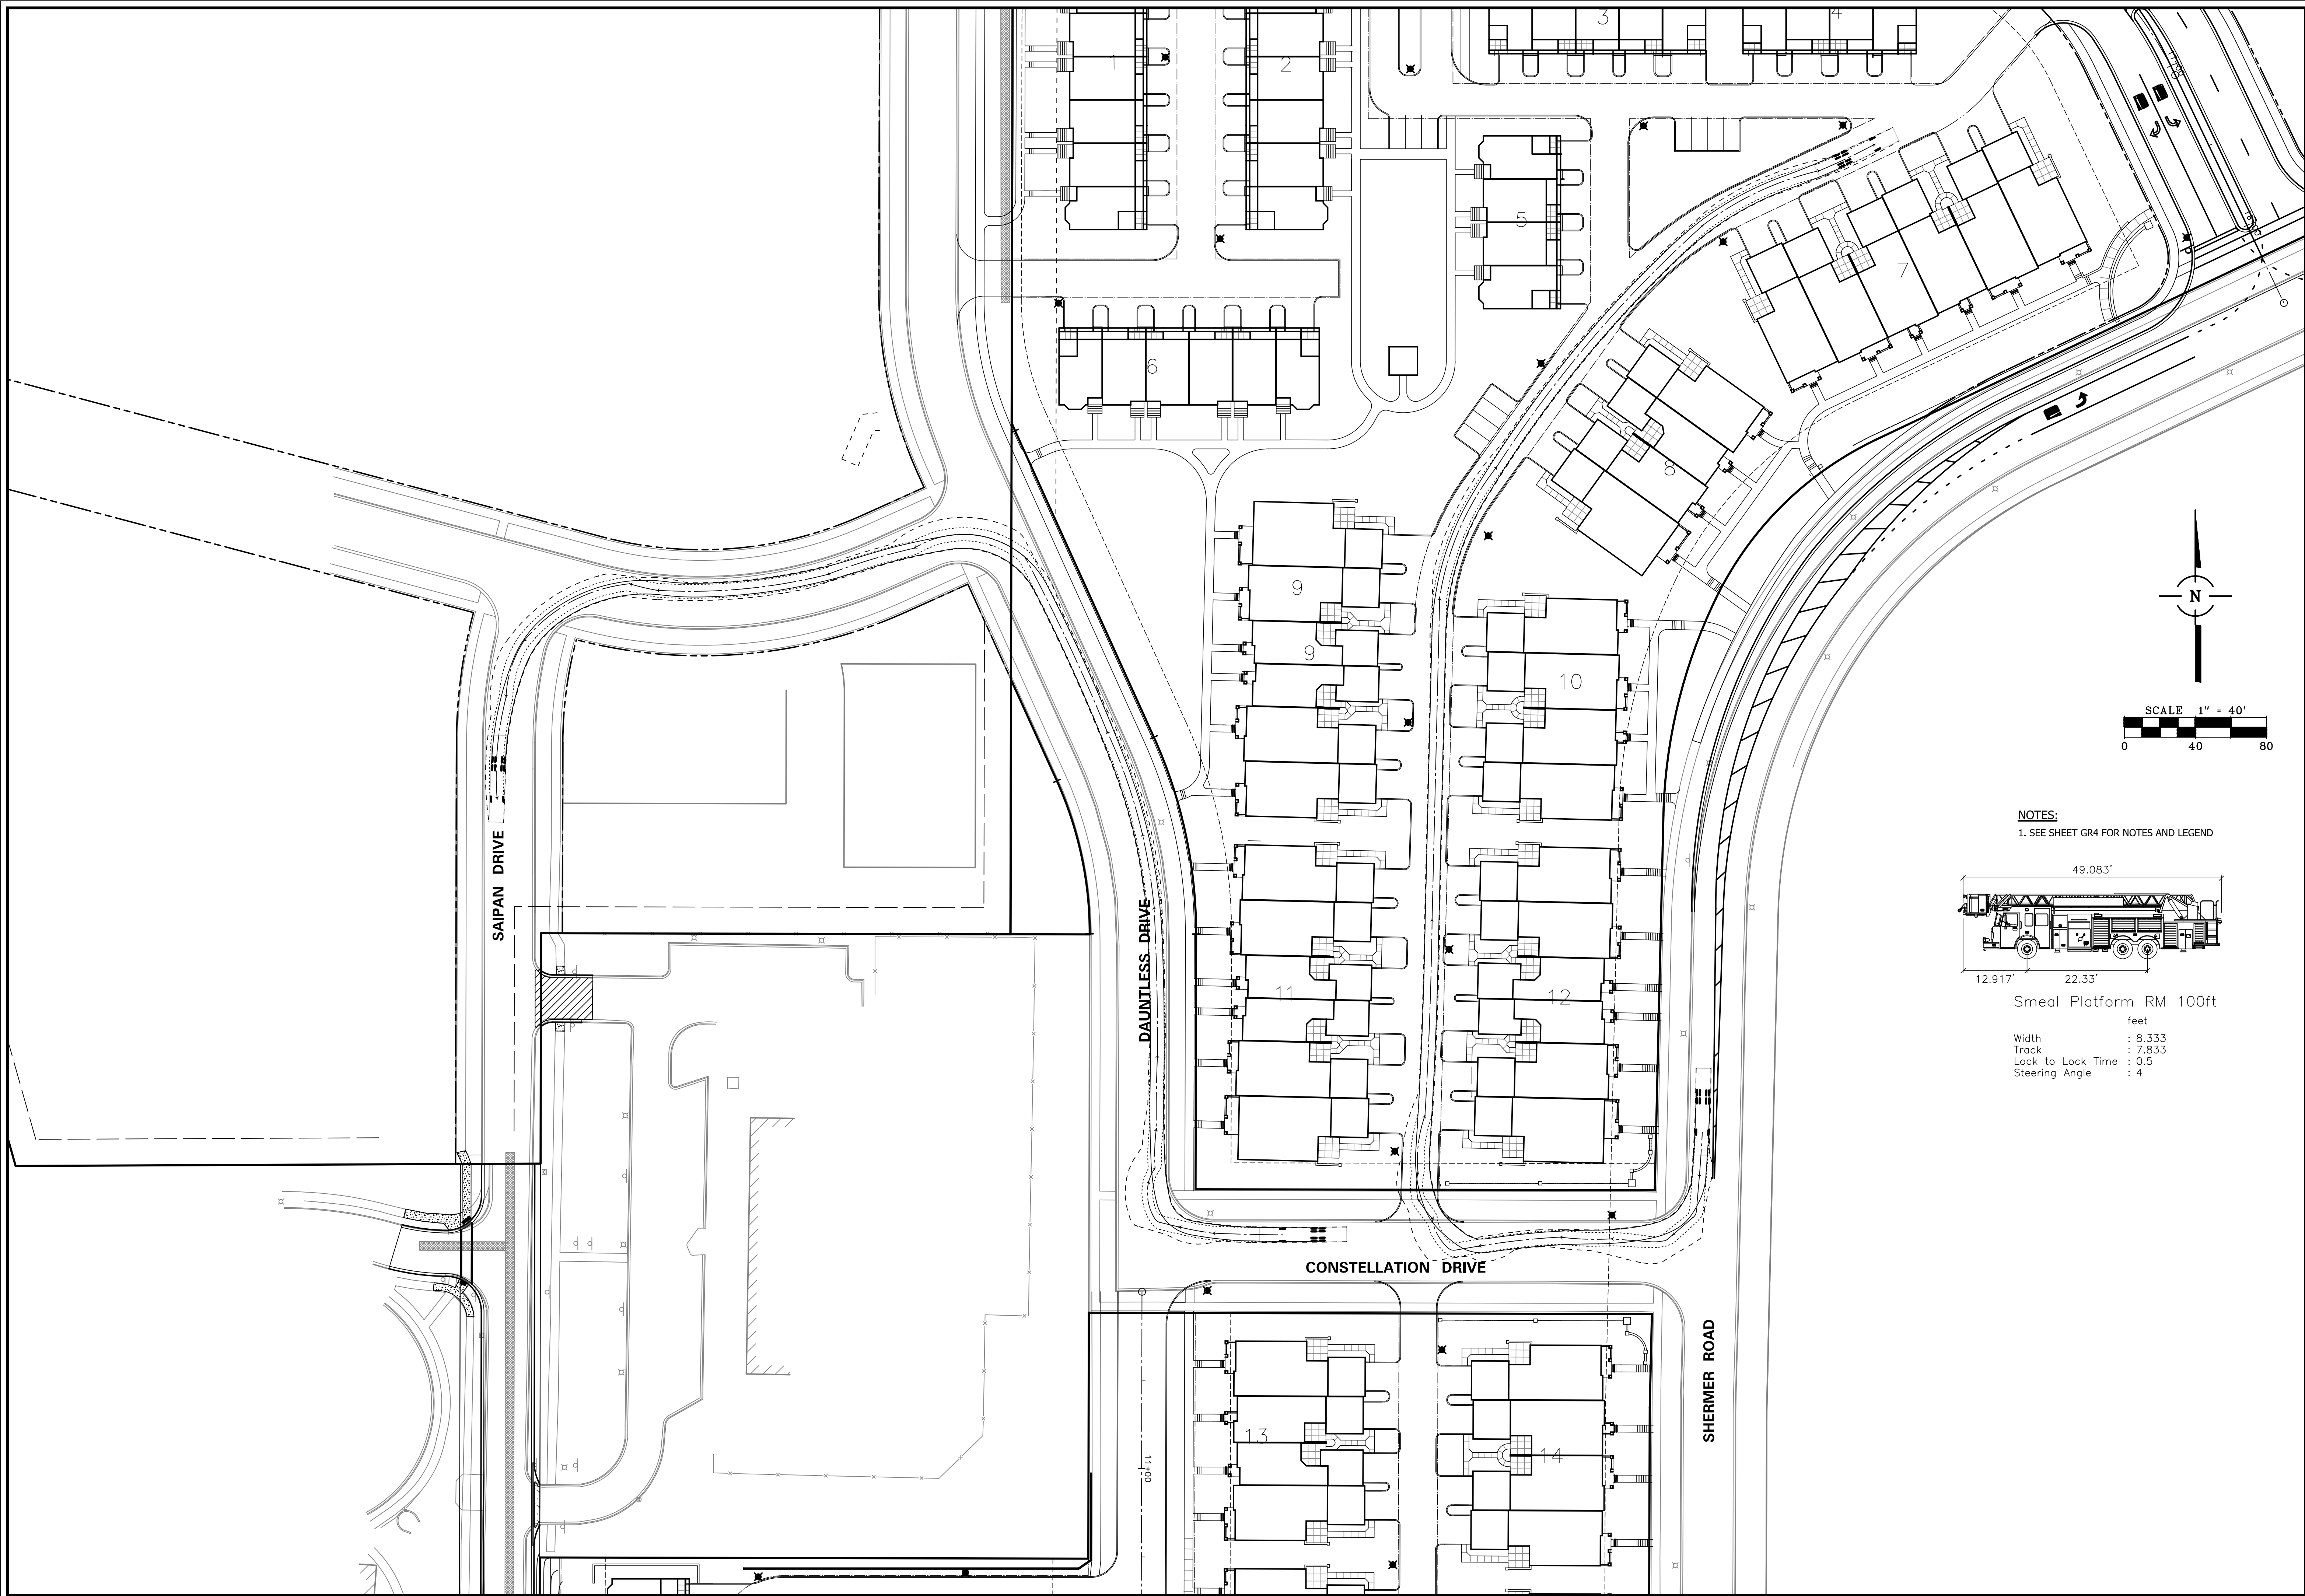 1
2
3
4
5
6
7
8
9
9
10
11
12
13
14
SAIPAN DRIVE
DAUNTLESS DRIVE
CONSTELLATION DRIVE
SHERMER ROAD
11+00
N
SCALE 1" = 40'
0 40 80
NOTES:
1. SEE SHEET GR4 FOR NOTES AND LEGEND
49.083'
12.917' 22.33'
Smeal Platform RM 100ft
feet
Width : 8.333
Track : 7.833
Lock to Lock Time : 0.5
Steering Angle : 4